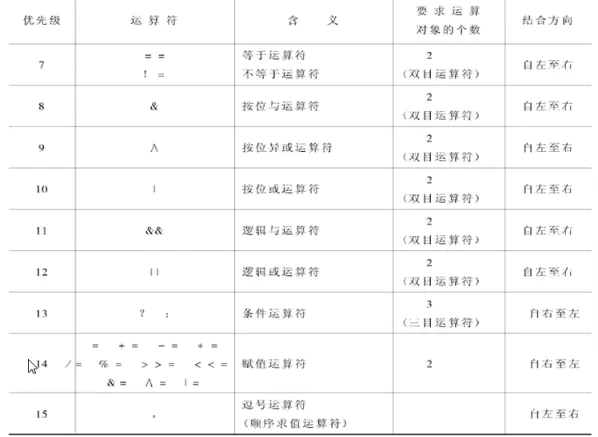 优先级 运算符 含 义 要求运算对象的个数 结合方向
7 = = 等于运算符 2 自左至右
! = 不等于运算符 (双目运算符)
8 & 按位与运算符 2 (双目运算符) 自左至右
9 ∧ 按位异或运算符 2 (双目运算符) 自左至右
10 | 按位或运算符 2 (双目运算符) 自左至右
11 && 逻辑与运算符 2 (双目运算符) 自左至右
12 || 逻辑或运算符 2 (双目运算符) 自左至右
13 ? : 条件运算符 3 (三目运算符) 自右至左
= += -= *=
14 /= %= >>= <<= 赋值运算符 2 自右至左
&= ∧= |=
15 , 逗号运算符 自左至右
(顺序求值运算符)